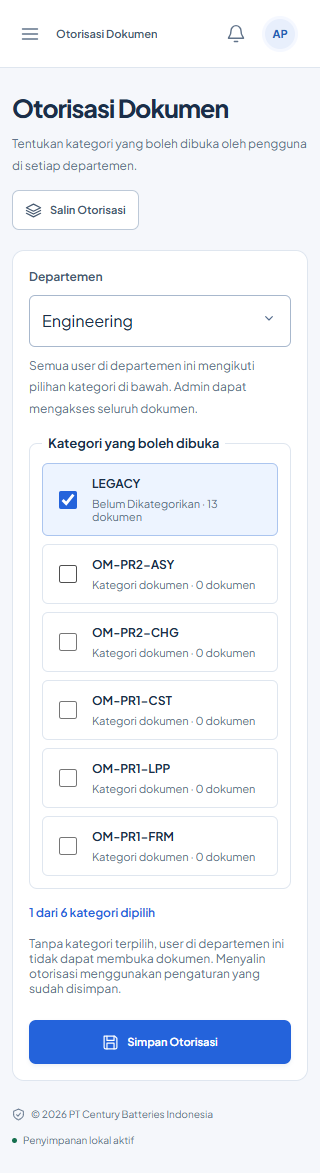 Otorisasi Dokumen
AP
Otorisasi Dokumen
Tentukan kategori yang boleh dibuka oleh pengguna
di setiap departemen.
Salin Otorisasi
Departemen
Engineering
Semua user di departemen ini mengikuti
pilihan kategori di bawah. Admin dapat
mengakses seluruh dokumen.
Kategori yang boleh dibuka
LEGACY
Belum Dikategorikan · 13
dokumen
OM-PR2-ASY
Kategori dokumen · 0 dokumen
OM-PR2-CHG
Kategori dokumen · 0 dokumen
OM-PR1-CST
Kategori dokumen · 0 dokumen
OM-PR1-LPP
Kategori dokumen · 0 dokumen
OM-PR1-FRM
Kategori dokumen · 0 dokumen
1 dari 6 kategori dipilih
Tanpa kategori terpilih, user di departemen ini
tidak dapat membuka dokumen. Menyalin
otorisasi menggunakan pengaturan yang
sudah disimpan.
Simpan Otorisasi
© 2026 PT Century Batteries Indonesia
Penyimpanan lokal aktif